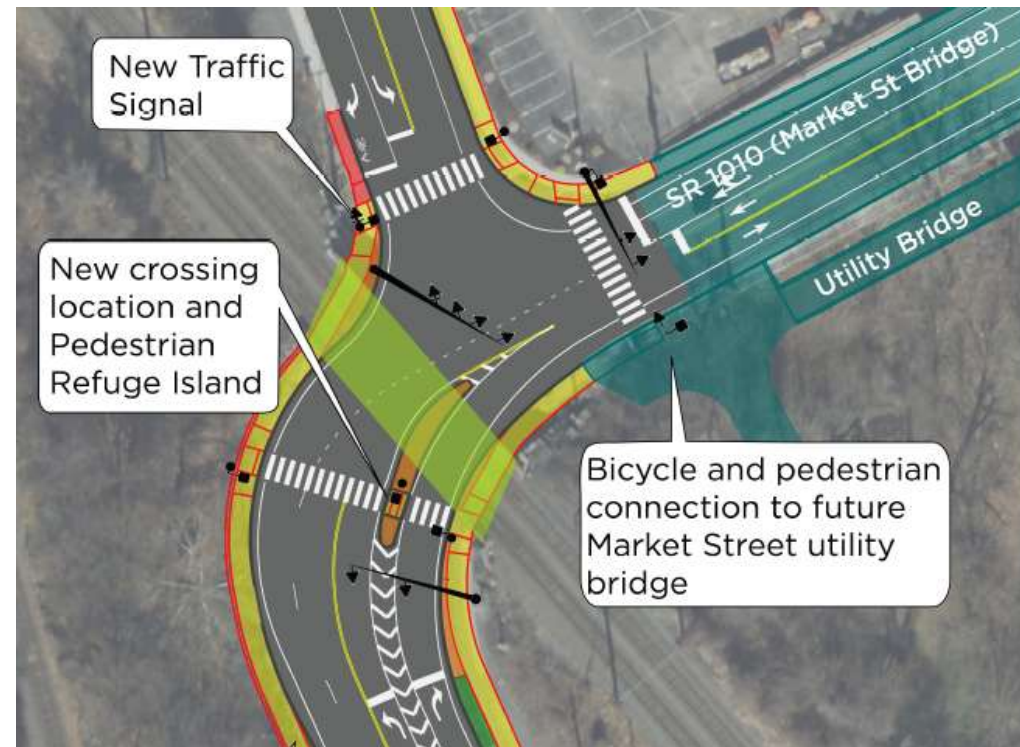 New Traffic
Signal
New crossing
location and
Pedestrian
Refuge Island
SR 1010 (Market St Bridge)
Utility Bridge
Bicycle and pedestrian
connection to future
Market Street utility
bridge